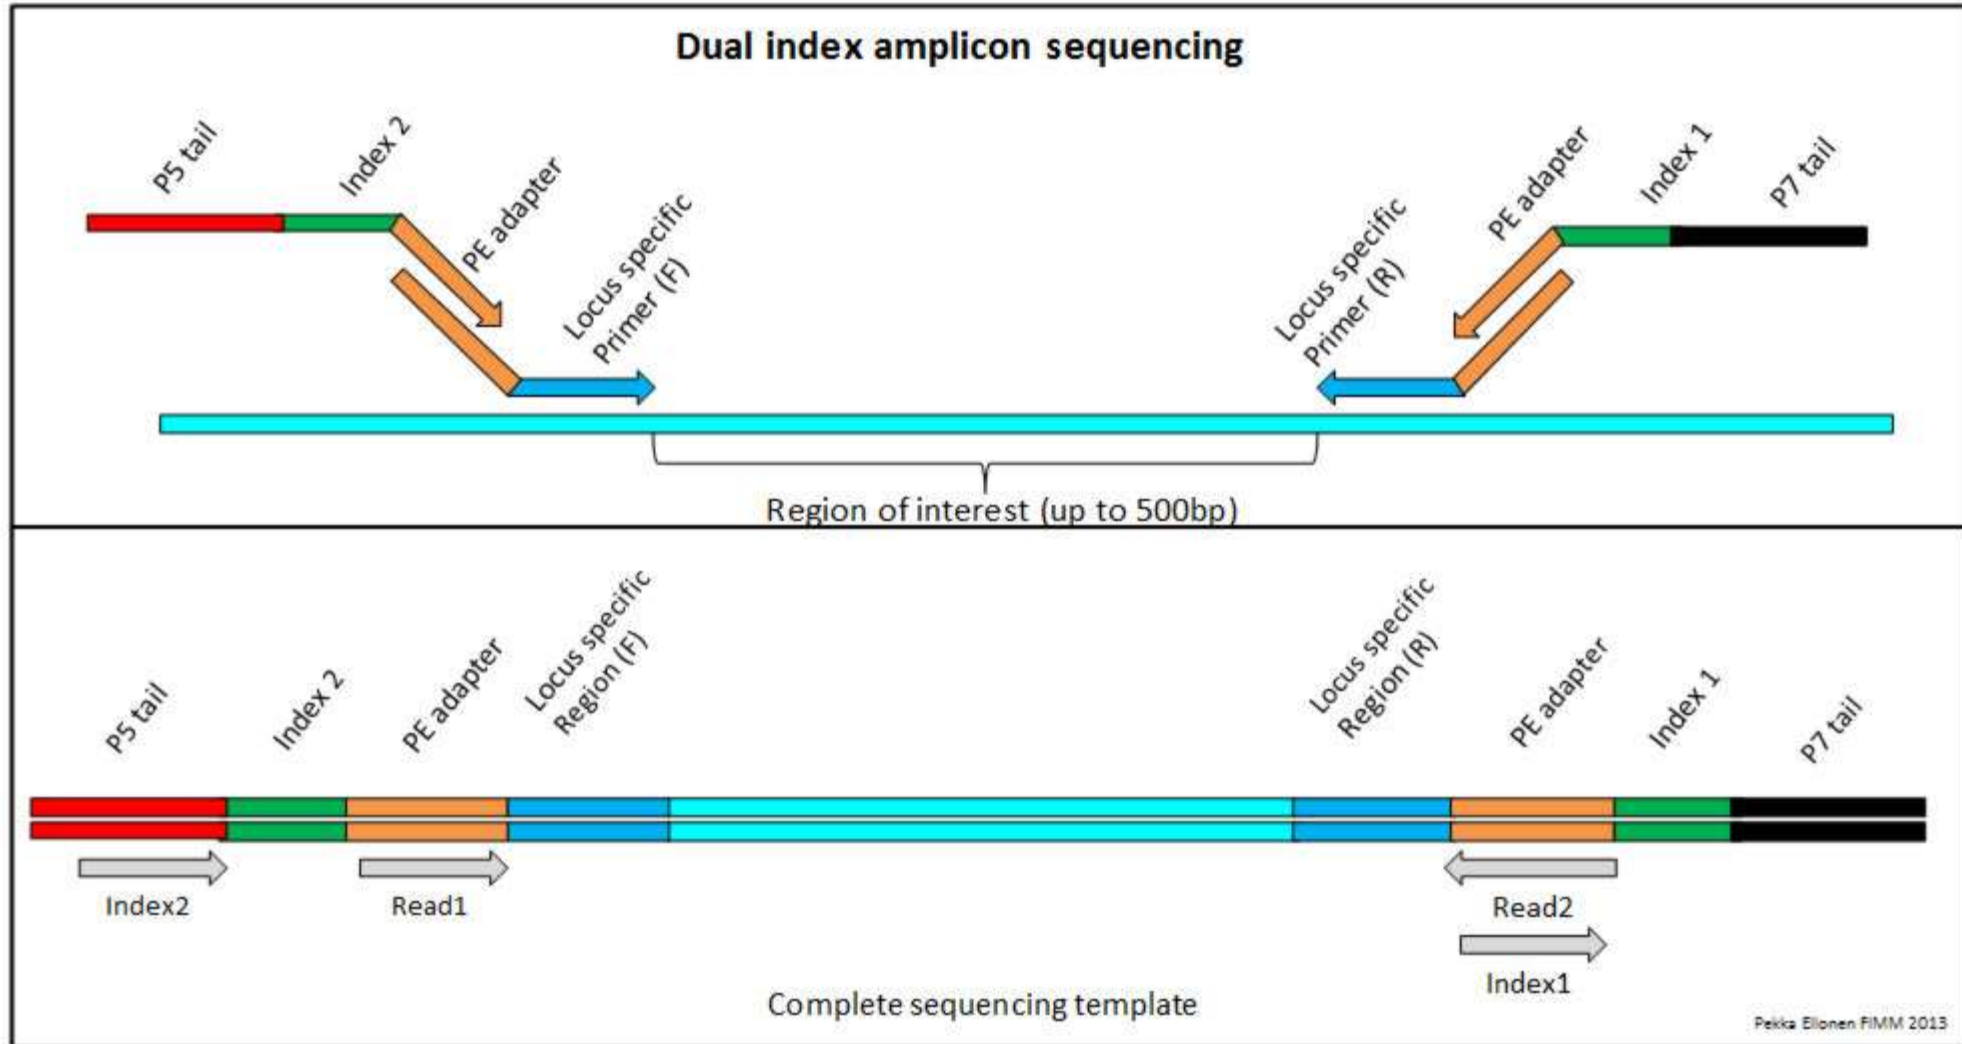 Dual index amplicon sequencing
P5 tail
Index 2
PE adapter
Locus specific
Primer (F)
Locus specific
Primer (R)
PE adapter
Index 1
P7 tail
Region of interest (up to 500bp)
P5 tail
Index 2
PE adapter
Locus specific
Region (F)
Locus specific
Region (R)
PE adapter
Index 1
P7 tail
Index2
Read1
Read2
Index1
Complete sequencing template
Pekka Ellonen FIMM 2013